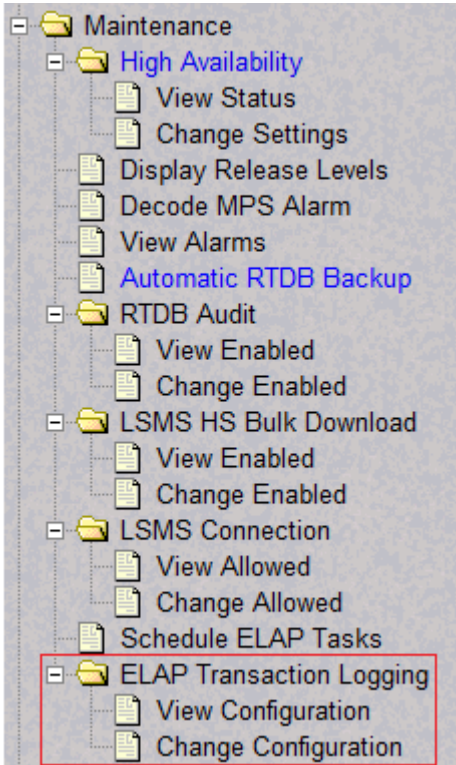 Maintenance
High Availability
View Status
Change Settings
Display Release Levels
Decode MPS Alarm
View Alarms
Automatic RTDB Backup
RTDB Audit
View Enabled
Change Enabled
LSMS HS Bulk Download
View Enabled
Change Enabled
LSMS Connection
View Allowed
Change Allowed
Schedule ELAP Tasks
ELAP Transaction Logging
View Configuration
Change Configuration